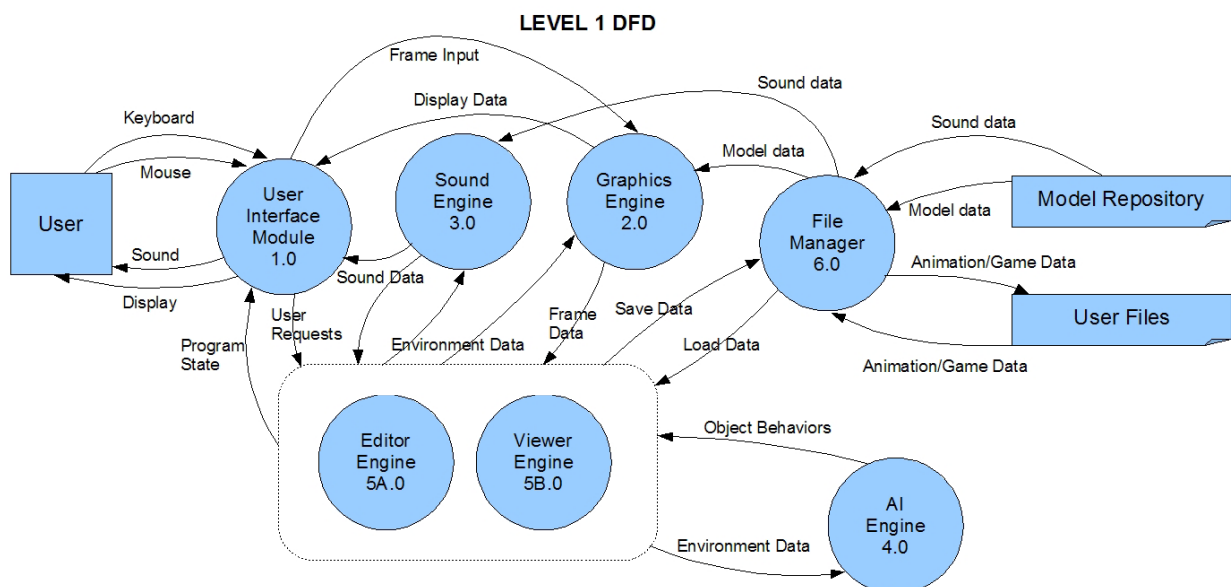 LEVEL 1 DFD
Frame Input
Sound data
Display Data
Keyboard
Sound data
Mouse
Model data
User
User
Interface
Module
1.0
Sound
Engine
3.0
Graphics
Engine
2.0
File
Manager
6.0
Model Repository
Model data
Sound
Sound Data
Animation/Game Data
Display
User
Requests
Frame
Data
Save Data
User Files
Program
State
Environment Data
Load Data
Animation/Game Data
Editor
Engine
5A.0
Viewer
Engine
5B.0
Object Behaviors
AI
Engine
4.0
Environment Data